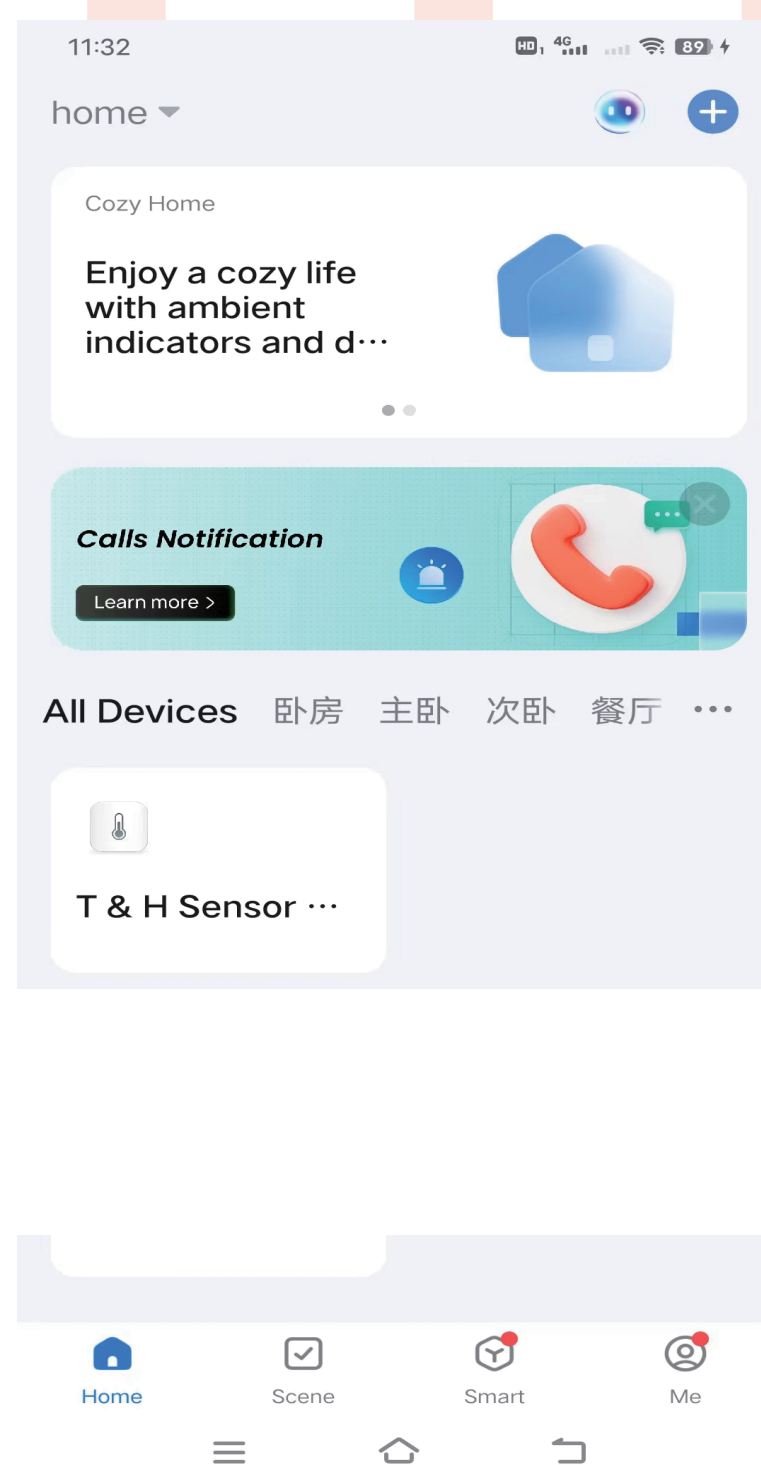 11:32
HD 1 4G 89
home
Cozy Home
Enjoy a cozy life
with ambient
indicators and d···
Calls Notification
Learn more >
All Devices 卧房 主卧 次卧 餐厅 ···
T & H Sensor ···
Home Scene Smart Me